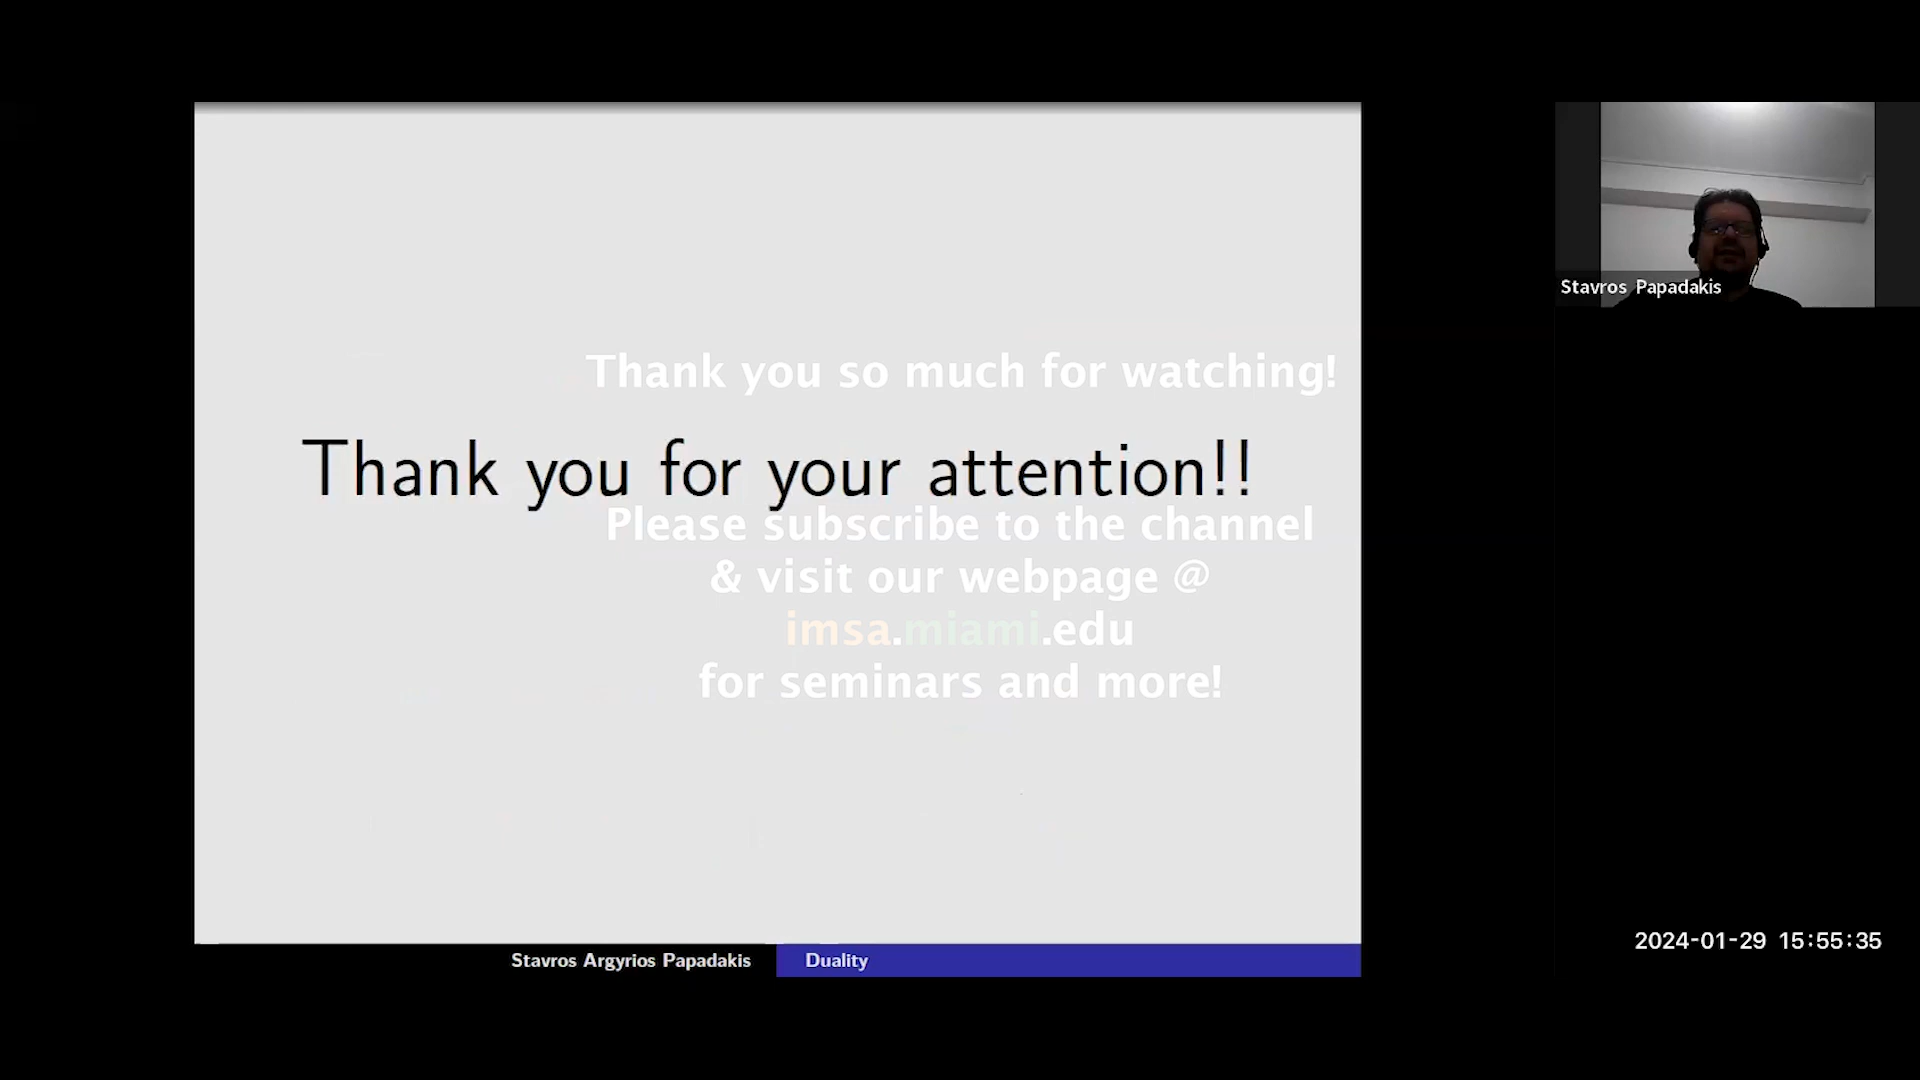 Thank you so much for watching!
Thank you for your attention!!
Please subscribe to the channel
& visit our webpage @
imsa.miami.edu
for seminars and more!
Stavros Papadakis
2024-01-29 15:55:35
Stavros Argyrios Papadakis
Duality